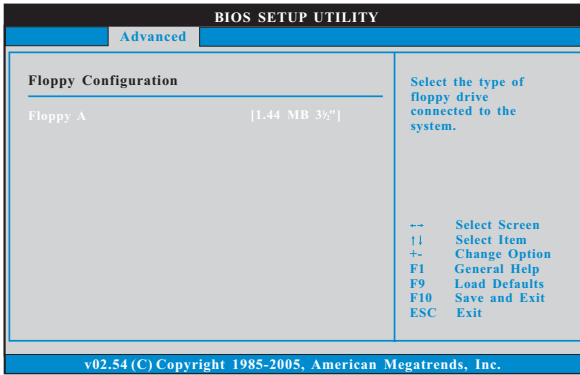 BIOS SETUP UTILITY
Advanced
Floppy Configuration
Floppy A [1.44 MB 3½"]
Select the type of
floppy drive
connected to the
system.
←→ Select Screen
↑↓ Select Item
+- Change Option
F1 General Help
F9 Load Defaults
F10 Save and Exit
ESC Exit
v02.54 (C) Copyright 1985-2005, American Megatrends, Inc.